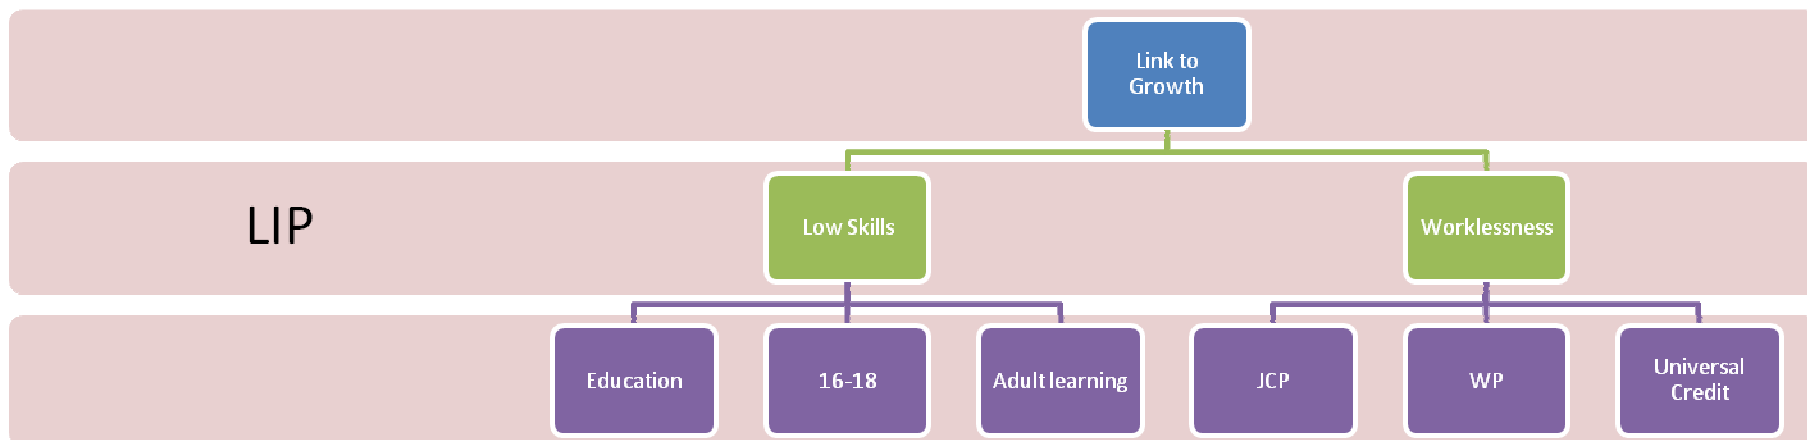 Link to
Growth
LIP
Low Skills
Worklessness
Education
16-18
Adult learning
JCP
WP
Universal
Credit